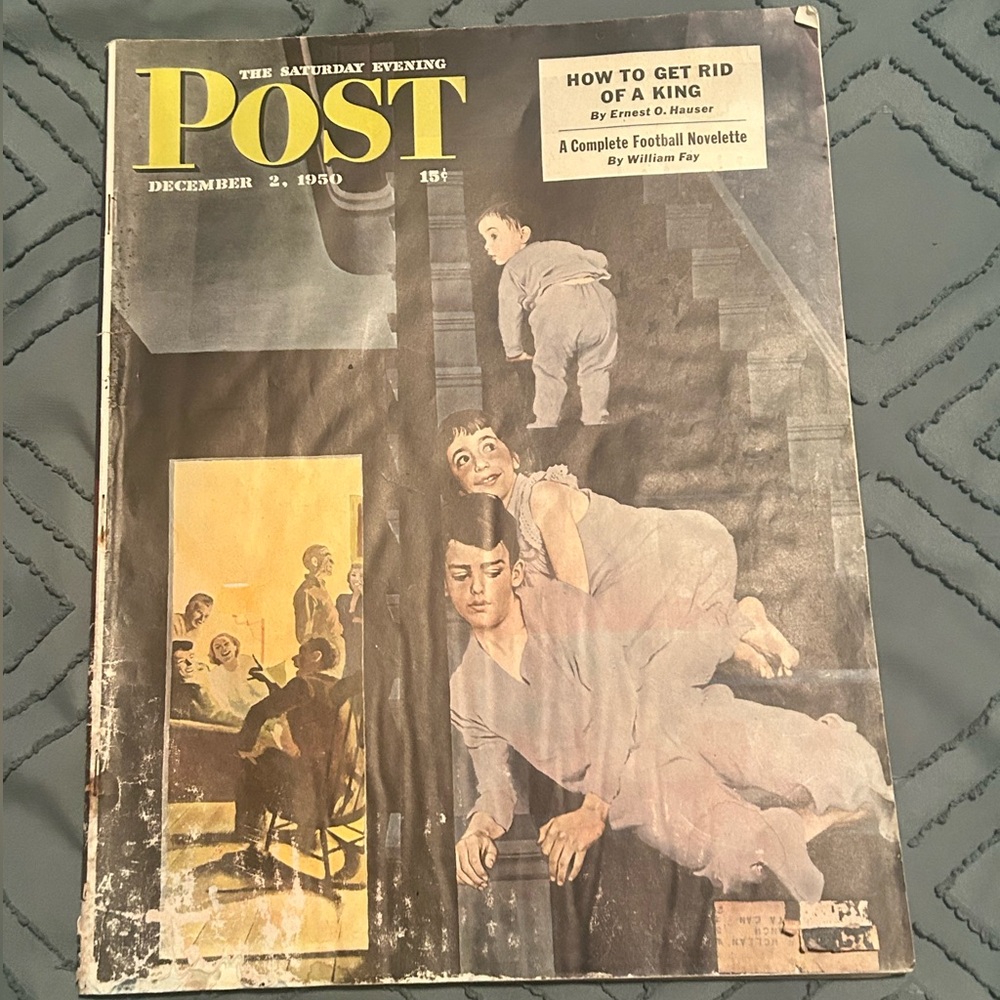 THE SATURDAY EVENING
POST
DECEMBER 2, 1950 15¢
HOW TO GET RID
OF A KING
By Ernest O. Hauser
A Complete Football Novelette
By William Fay